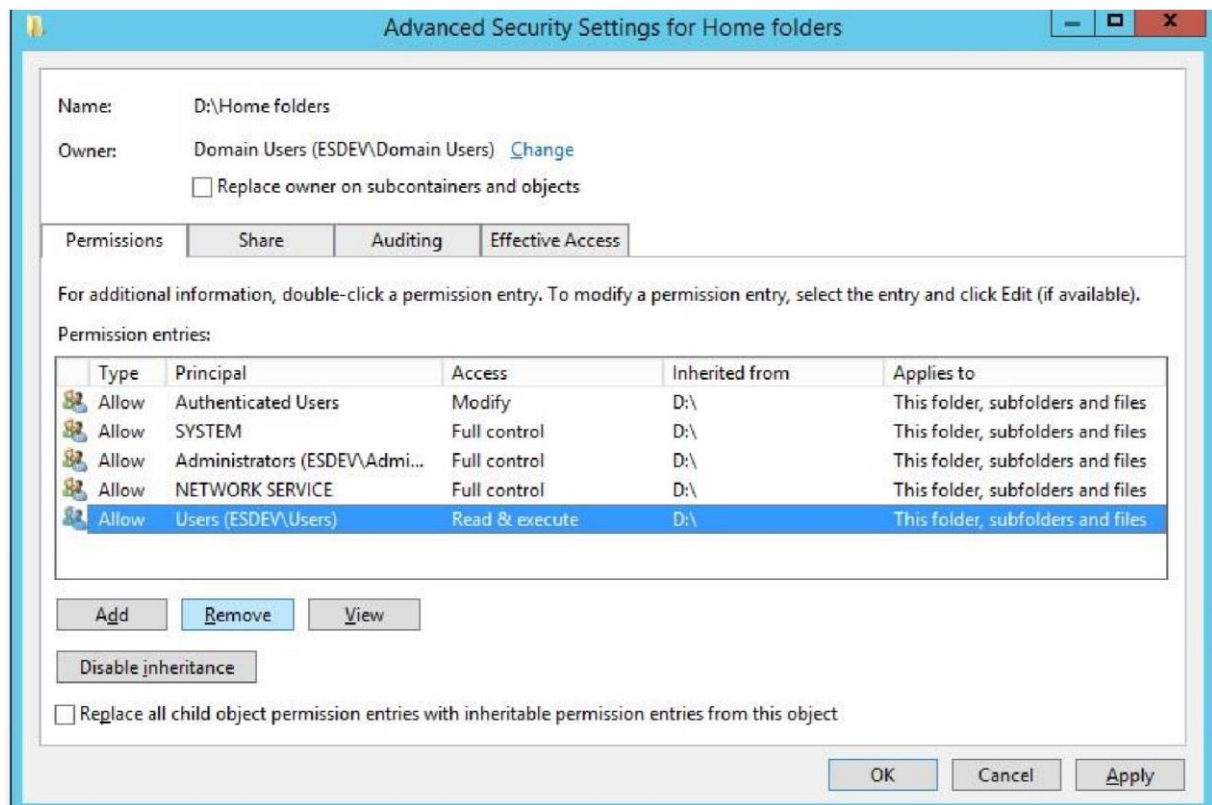 Advanced Security Settings for Home folders
Name: D:\Home folders
Owner: Domain Users (ESDEV\Domain Users) Change
Replace owner on subcontainers and objects
Permissions Share Auditing Effective Access
For additional information, double-click a permission entry. To modify a permission entry, select the entry and click Edit (if available).
Permission entries:
Type Principal Access Inherited from Applies to
Allow Authenticated Users Modify D:\ This folder, subfolders and files
Allow SYSTEM Full control D:\ This folder, subfolders and files
Allow Administrators (ESDEV\Admi... Full control D:\ This folder, subfolders and files
Allow NETWORK SERVICE Full control D:\ This folder, subfolders and files
Allow Users (ESDEV\Users) Read & execute D:\ This folder, subfolders and files
Add Remove View
Disable inheritance
Replace all child object permission entries with inheritable permission entries from this object
OK Cancel Apply